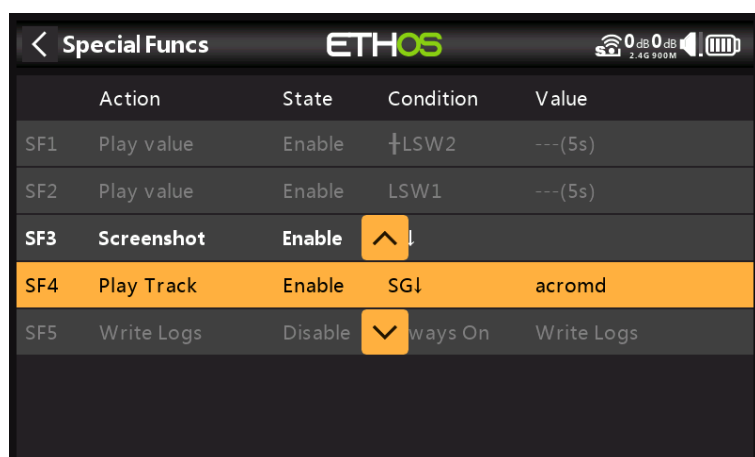 Special Funcs ETHOS 0dB 0dB
2.4G 900M
Action State Condition Value
SF1 Play value Enable ƗLSW2 ---(5s)
SF2 Play value Enable LSW1 ---(5s)
SF3 Screenshot Enable ↓
SF4 Play Track Enable SG↓ acromd
SF5 Write Logs Disable ways On Write Logs